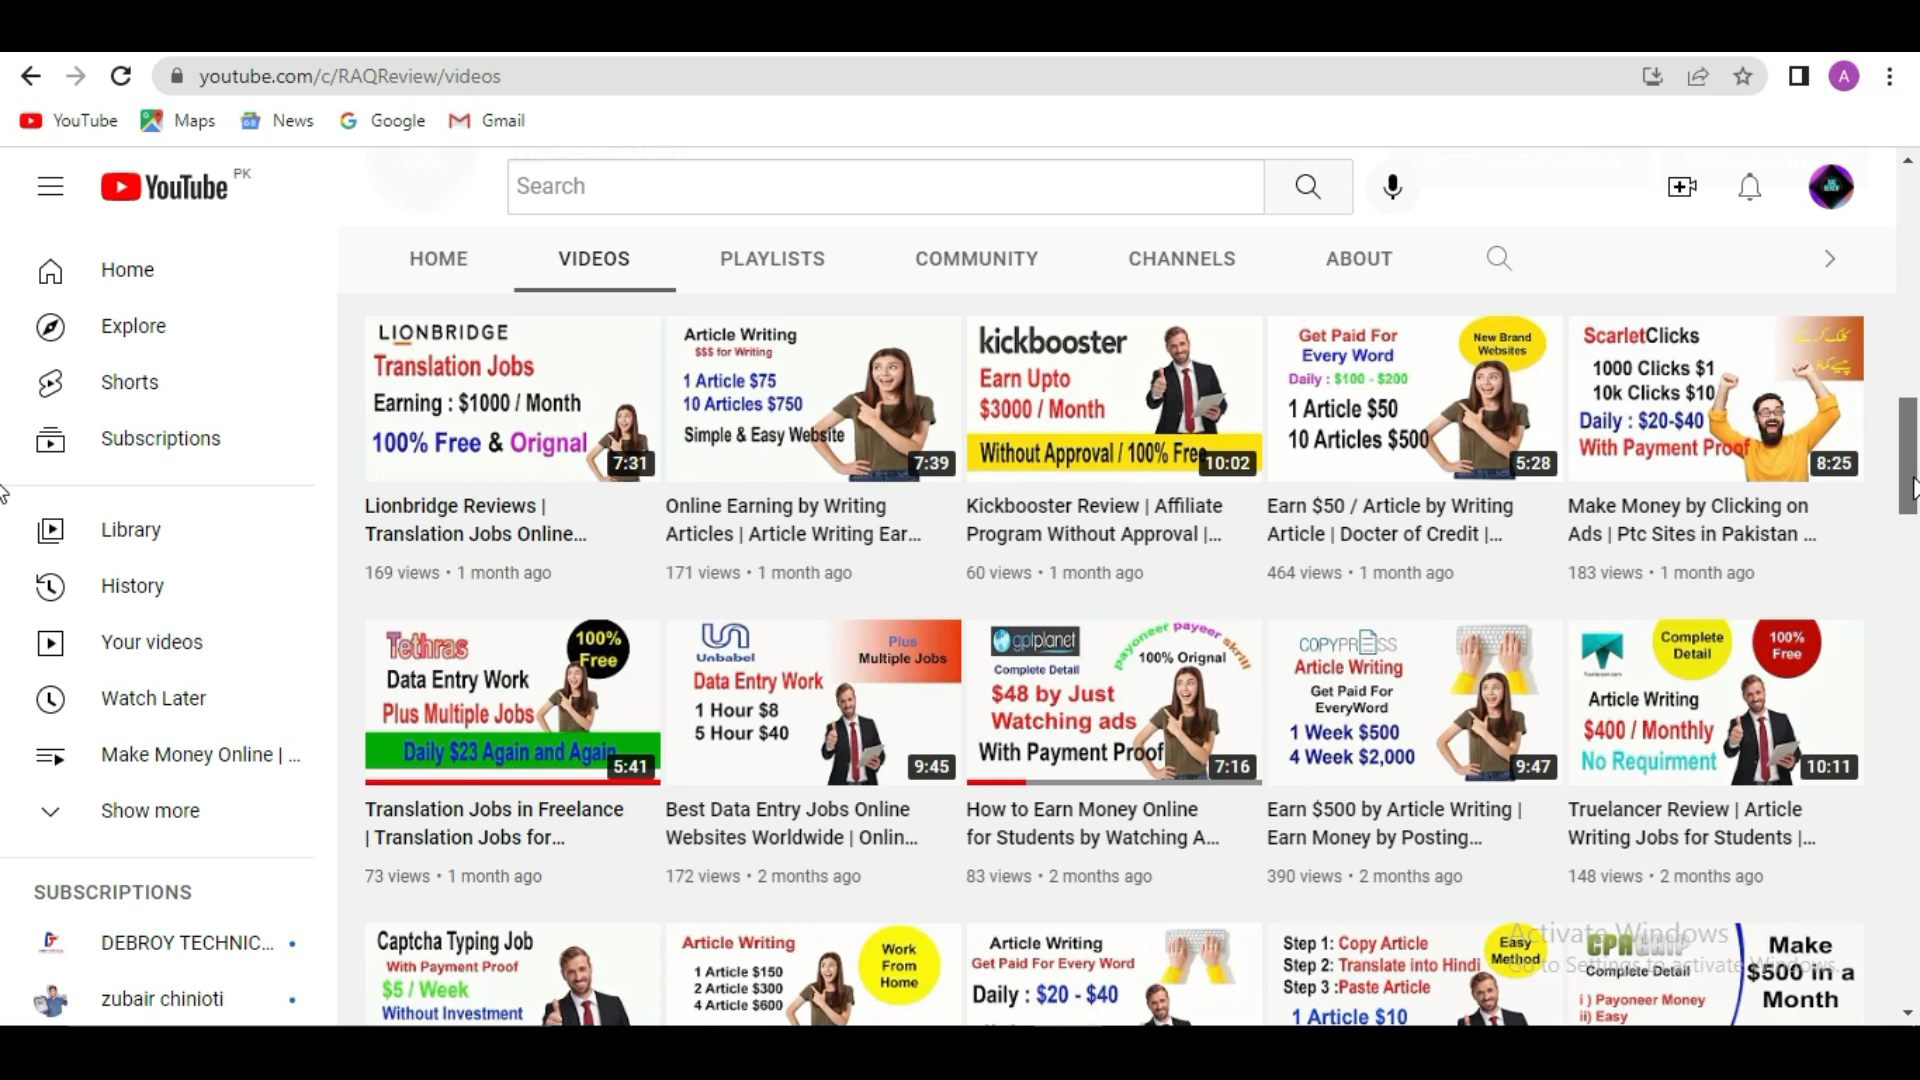 youtube.com/c/RAQReview/videos
A
YouTube
Maps
News
Google
Gmail
YouTube PK
Search
HOME
VIDEOS
PLAYLISTS
COMMUNITY
CHANNELS
ABOUT
Home
Explore
Shorts
Subscriptions
Library
History
Your videos
Watch Later
Make Money Online | ...
Show more
SUBSCRIPTIONS
DEBROY TECHNIC...
zubair chinioti
LIONBRIDGE
Translation Jobs
Earning : $1000 / Month
100% Free & Orignal
7:31
Lionbridge Reviews |
Translation Jobs Online...
169 views • 1 month ago
Article Writing
$$$ for Writing
1 Article $75
10 Articles $750
Simple & Easy Website
7:39
Online Earning by Writing
Articles | Article Writing Ear...
171 views • 1 month ago
kickbooster
Earn Upto
$3000 / Month
Without Approval / 100% Free
10:02
Kickbooster Review | Affiliate
Program Without Approval |...
60 views • 1 month ago
Get Paid For
Every Word
Daily : $100 - $200
New Brand
Websites
1 Article $50
10 Articles $500
5:28
Earn $50 / Article by Writing
Article | Docter of Credit |...
464 views • 1 month ago
ScarletClicks
کلک کر کے
پیسے کمائیں
1000 Clicks $1
10k Clicks $10
Daily : $20-$40
With Payment Proof
8:25
Make Money by Clicking on
Ads | Ptc Sites in Pakistan ...
183 views • 1 month ago
Tethras
100%
Free
Data Entry Work
Plus Multiple Jobs
Daily $23 Again and Again
5:41
Translation Jobs in Freelance
| Translation Jobs for...
73 views • 1 month ago
Unbabel
Plus
Multiple Jobs
Data Entry Work
1 Hour $8
5 Hour $40
9:45
Best Data Entry Jobs Online
Websites Worldwide | Onlin...
172 views • 2 months ago
gptplanet
payoneer payeer skrill
Complete Detail
100% Orignal
$48 by Just
Watching ads
With Payment Proof
7:16
How to Earn Money Online
for Students by Watching A...
83 views • 2 months ago
COPYPRESS
Article Writing
Get Paid For
EveryWord
1 Week $500
4 Week $2,000
9:47
Earn $500 by Article Writing |
Earn Money by Posting...
390 views • 2 months ago
Complete
Detail
100%
Free
Article Writing
$400 / Monthly
No Requirment
10:11
Truelancer Review | Article
Writing Jobs for Students |...
148 views • 2 months ago
Captcha Typing Job
With Payment Proof
$5 / Week
Without Investment
Article Writing
1 Article $150
2 Article $300
4 Article $600
Work
From
Home
Article Writing
Get Paid For Every Word
Daily : $20 - $40
Step 1: Copy Article
Step 2: Translate into Hindi
Step 3 :Paste Article
1 Article $10
Easy
Method
Complete Detail
Make
$500 in a
Month
i ) Payoneer Money
ii) Easy
Activate Windows
Go to Settings to activate Windows.